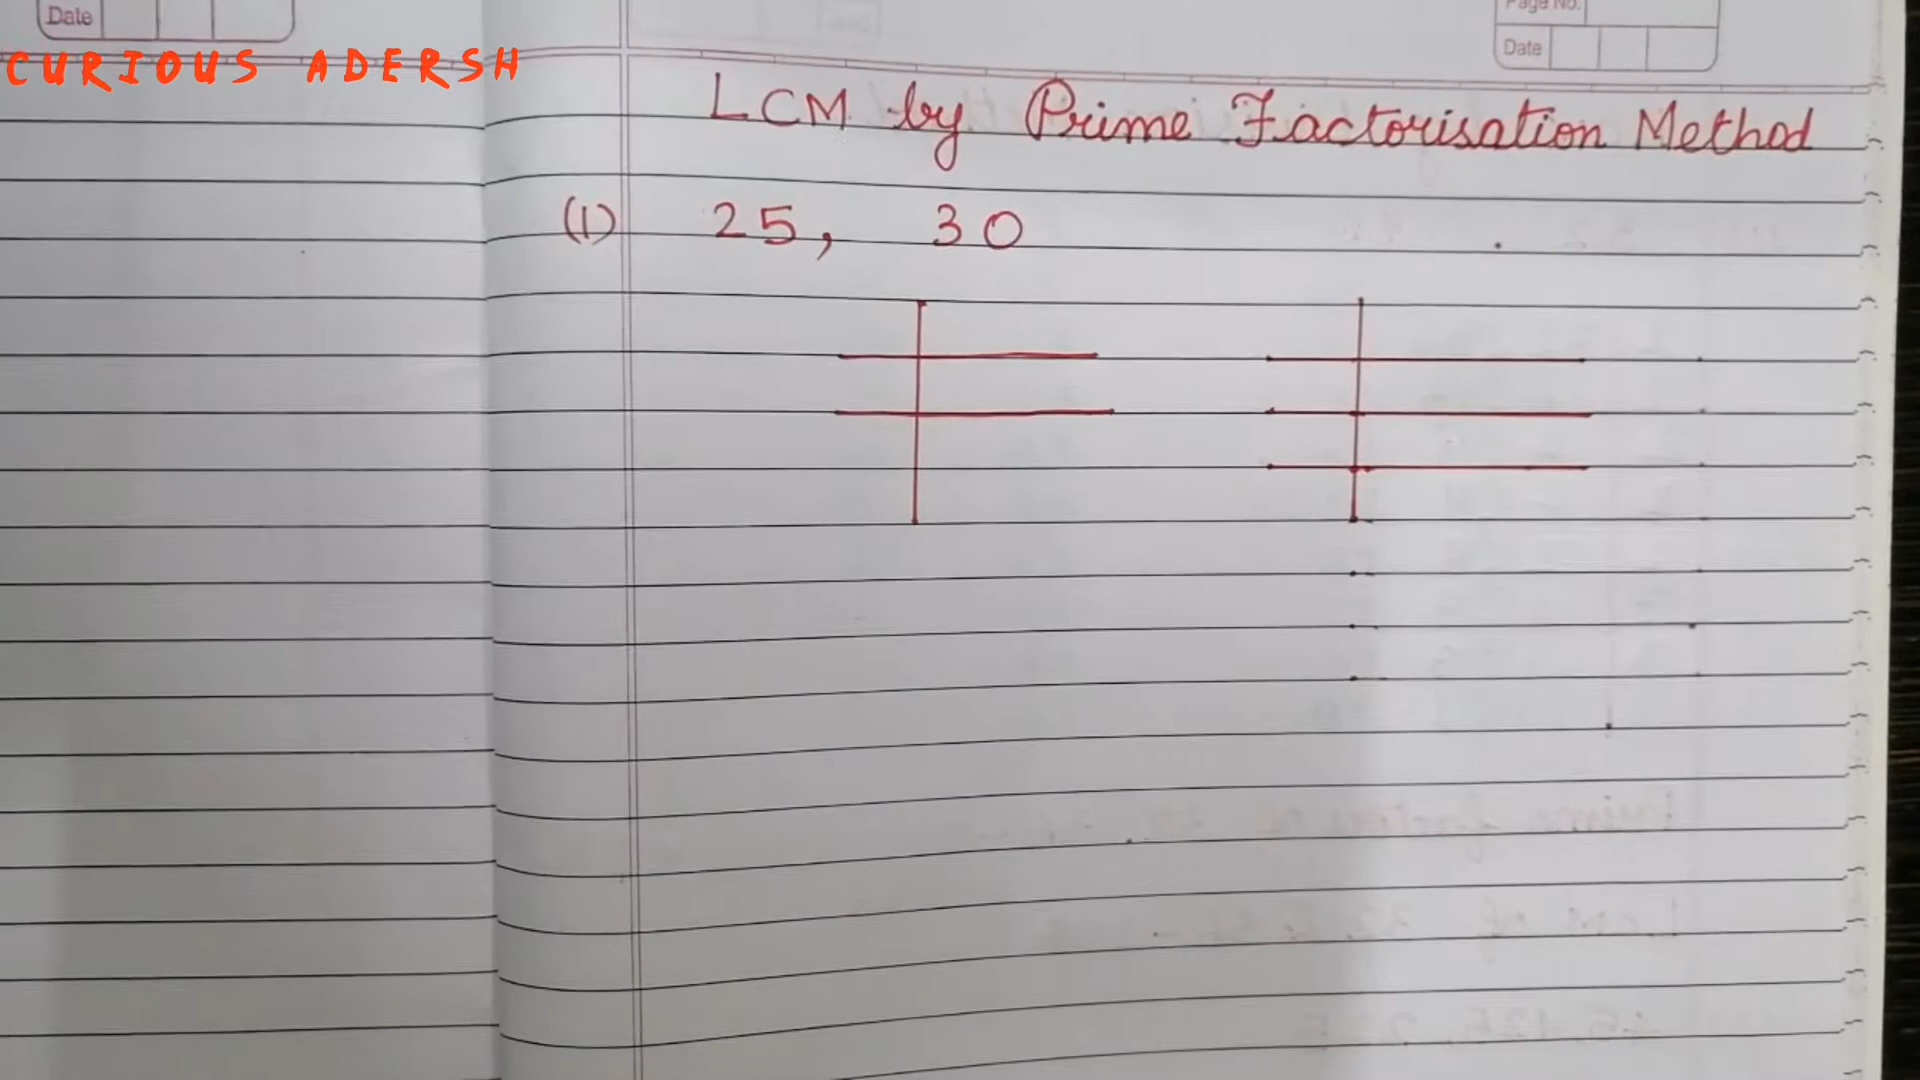 Date
Page No.
Date
CURIOUS ADERSH
LCM by Prime Factorisation Method
(1) 25, 30